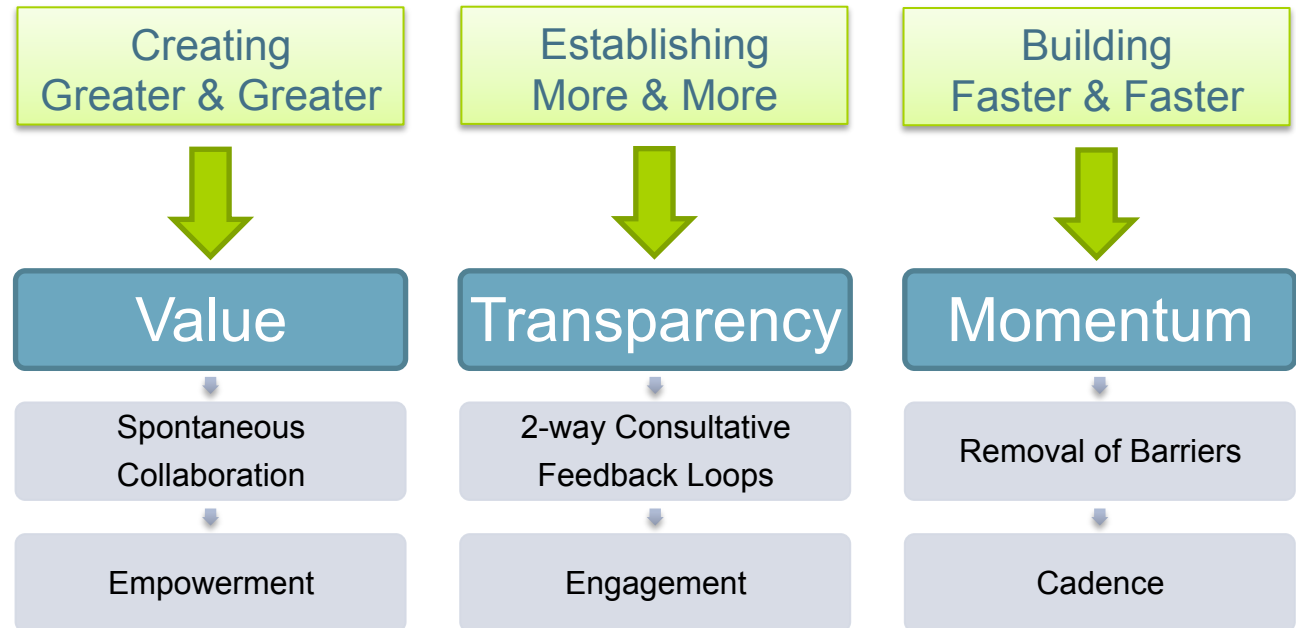 Creating
Greater & Greater
Establishing
More & More
Building
Faster & Faster
Value
Transparency
Momentum
Spontaneous
Collaboration
2-way Consultative
Feedback Loops
Removal of Barriers
Empowerment
Engagement
Cadence